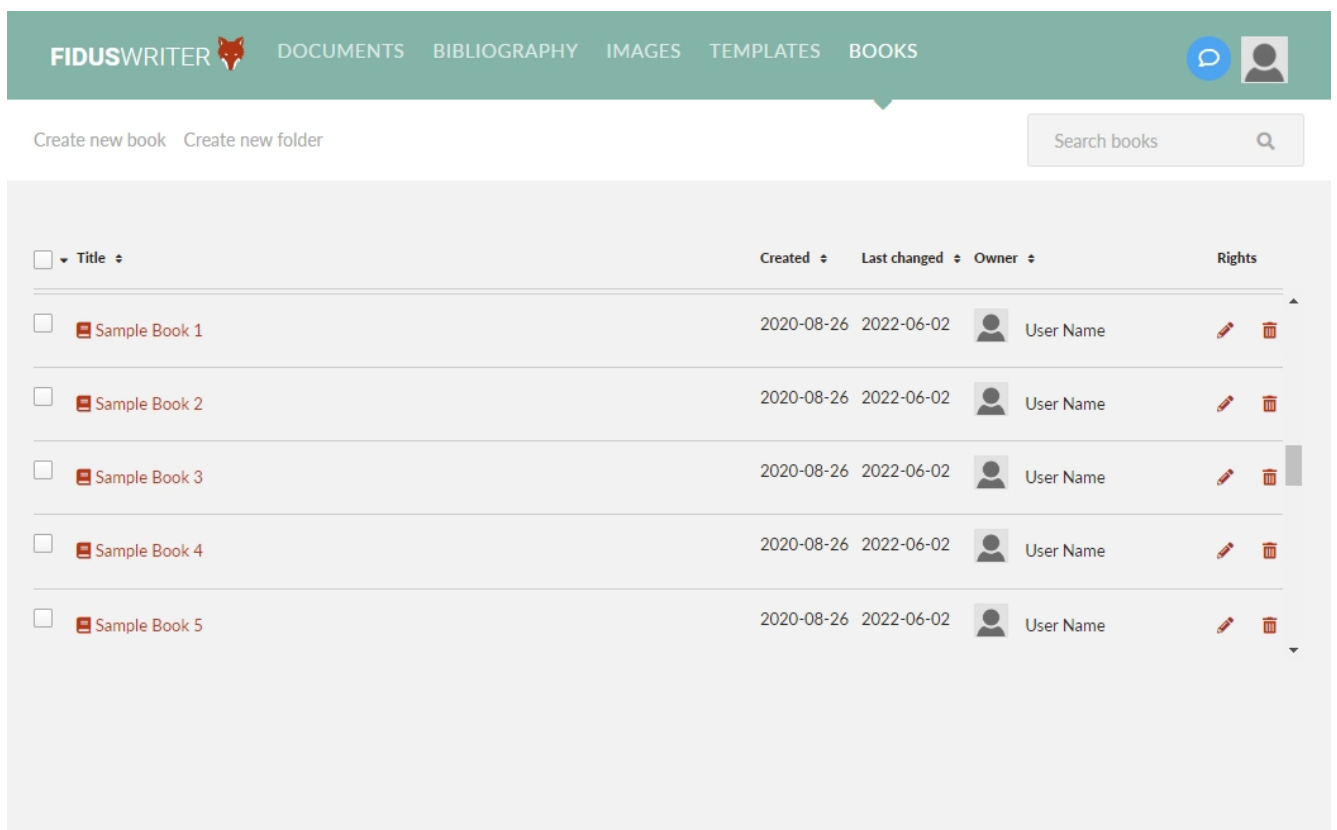 FIDUSWRITER DOCUMENTS BIBLIOGRAPHY IMAGES TEMPLATES BOOKS
Create new book Create new folder Search books
Title Created Last changed Owner Rights
Sample Book 1 2020-08-26 2022-06-02 User Name
Sample Book 2 2020-08-26 2022-06-02 User Name
Sample Book 3 2020-08-26 2022-06-02 User Name
Sample Book 4 2020-08-26 2022-06-02 User Name
Sample Book 5 2020-08-26 2022-06-02 User Name